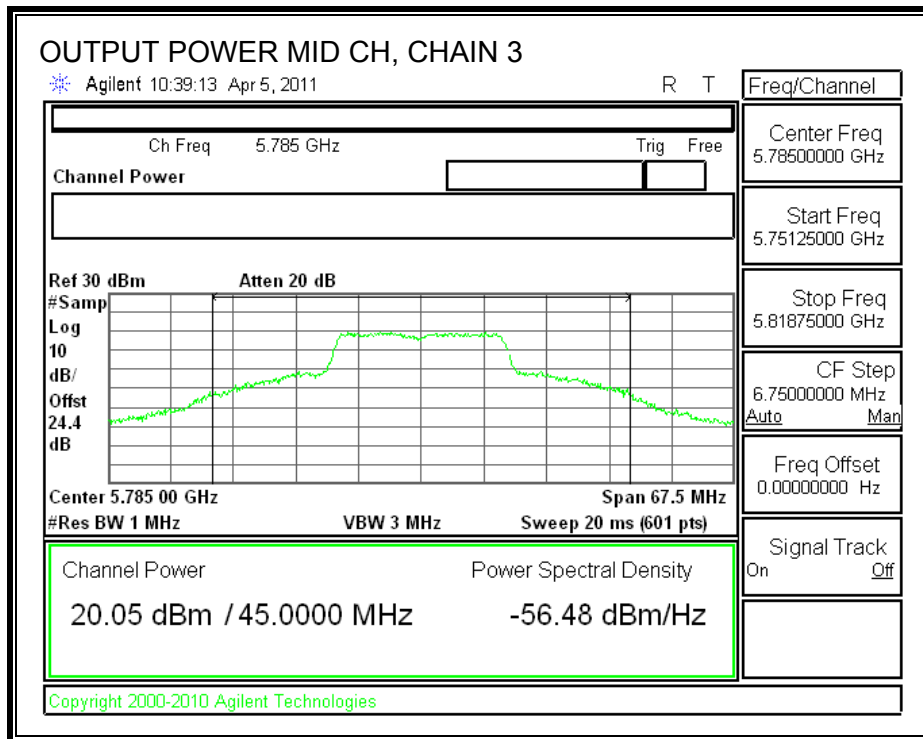 OUTPUT POWER MID CH, CHAIN 3
Agilent 10:39:13 Apr 5, 2011 R T
Ch Freq 5.785 GHz Trig Free
Channel Power
Ref 30 dBm Atten 20 dB
#Samp
Log
10
dB/
Offst
24.4
dB
Center 5.785 00 GHz Span 67.5 MHz
#Res BW 1 MHz VBW 3 MHz Sweep 20 ms (601 pts)
Channel Power Power Spectral Density
20.05 dBm / 45.0000 MHz -56.48 dBm/Hz
Copyright 2000-2010 Agilent Technologies
Freq/Channel
Center Freq
5.78500000 GHz
Start Freq
5.75125000 GHz
Stop Freq
5.81875000 GHz
CF Step
6.75000000 MHz
Auto Man
Freq Offset
0.00000000 Hz
Signal Track
On Off